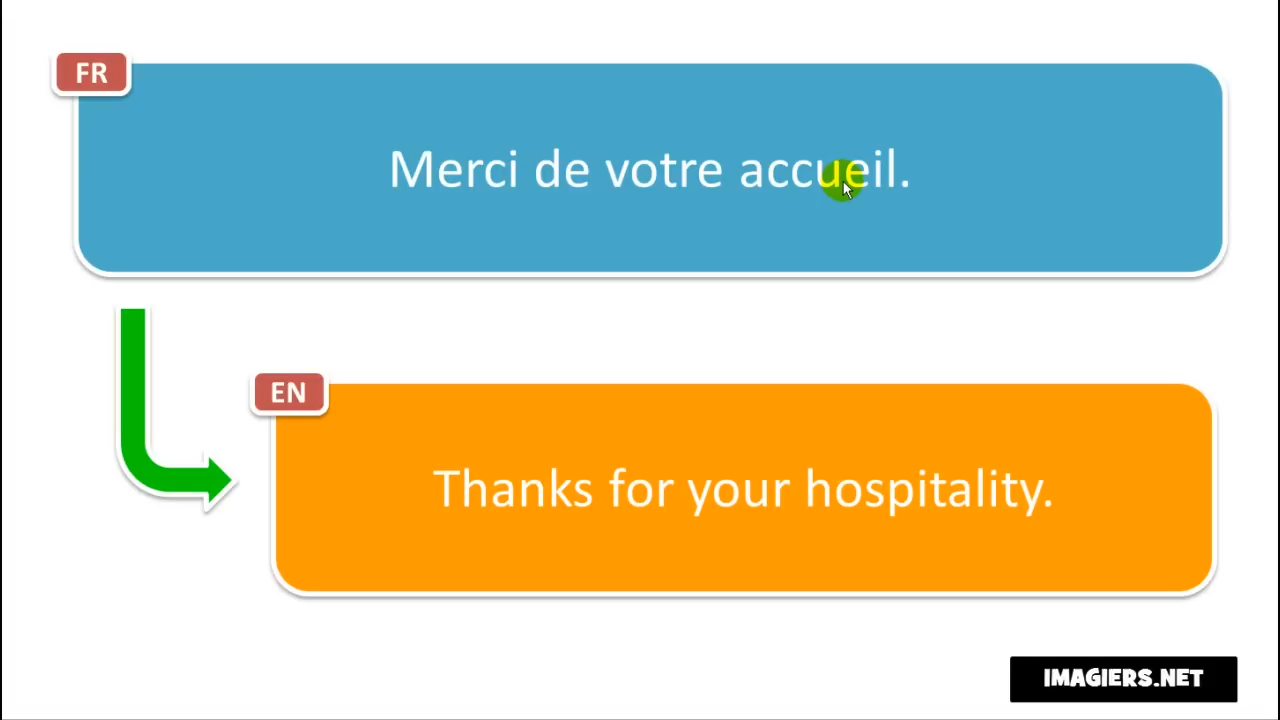 FR
Merci de votre accueil.
EN
Thanks for your hospitality.
IMAGIERS.NET